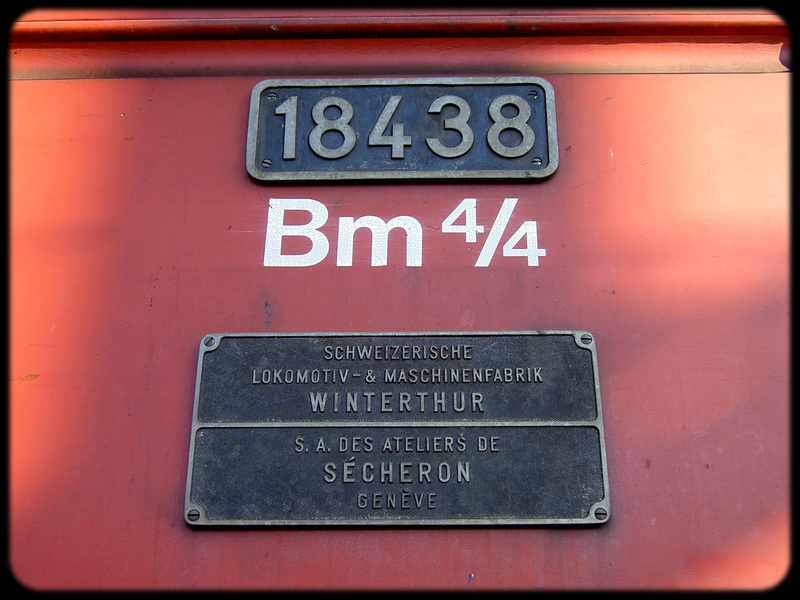 18438
Bm 4/4
SCHWEIZERISCHE
LOKOMOTIV-& MASCHINENFABRIK
WINTERTHUR
S. A. DES ATELIERS DE
SÉCHERON
GENÈVE